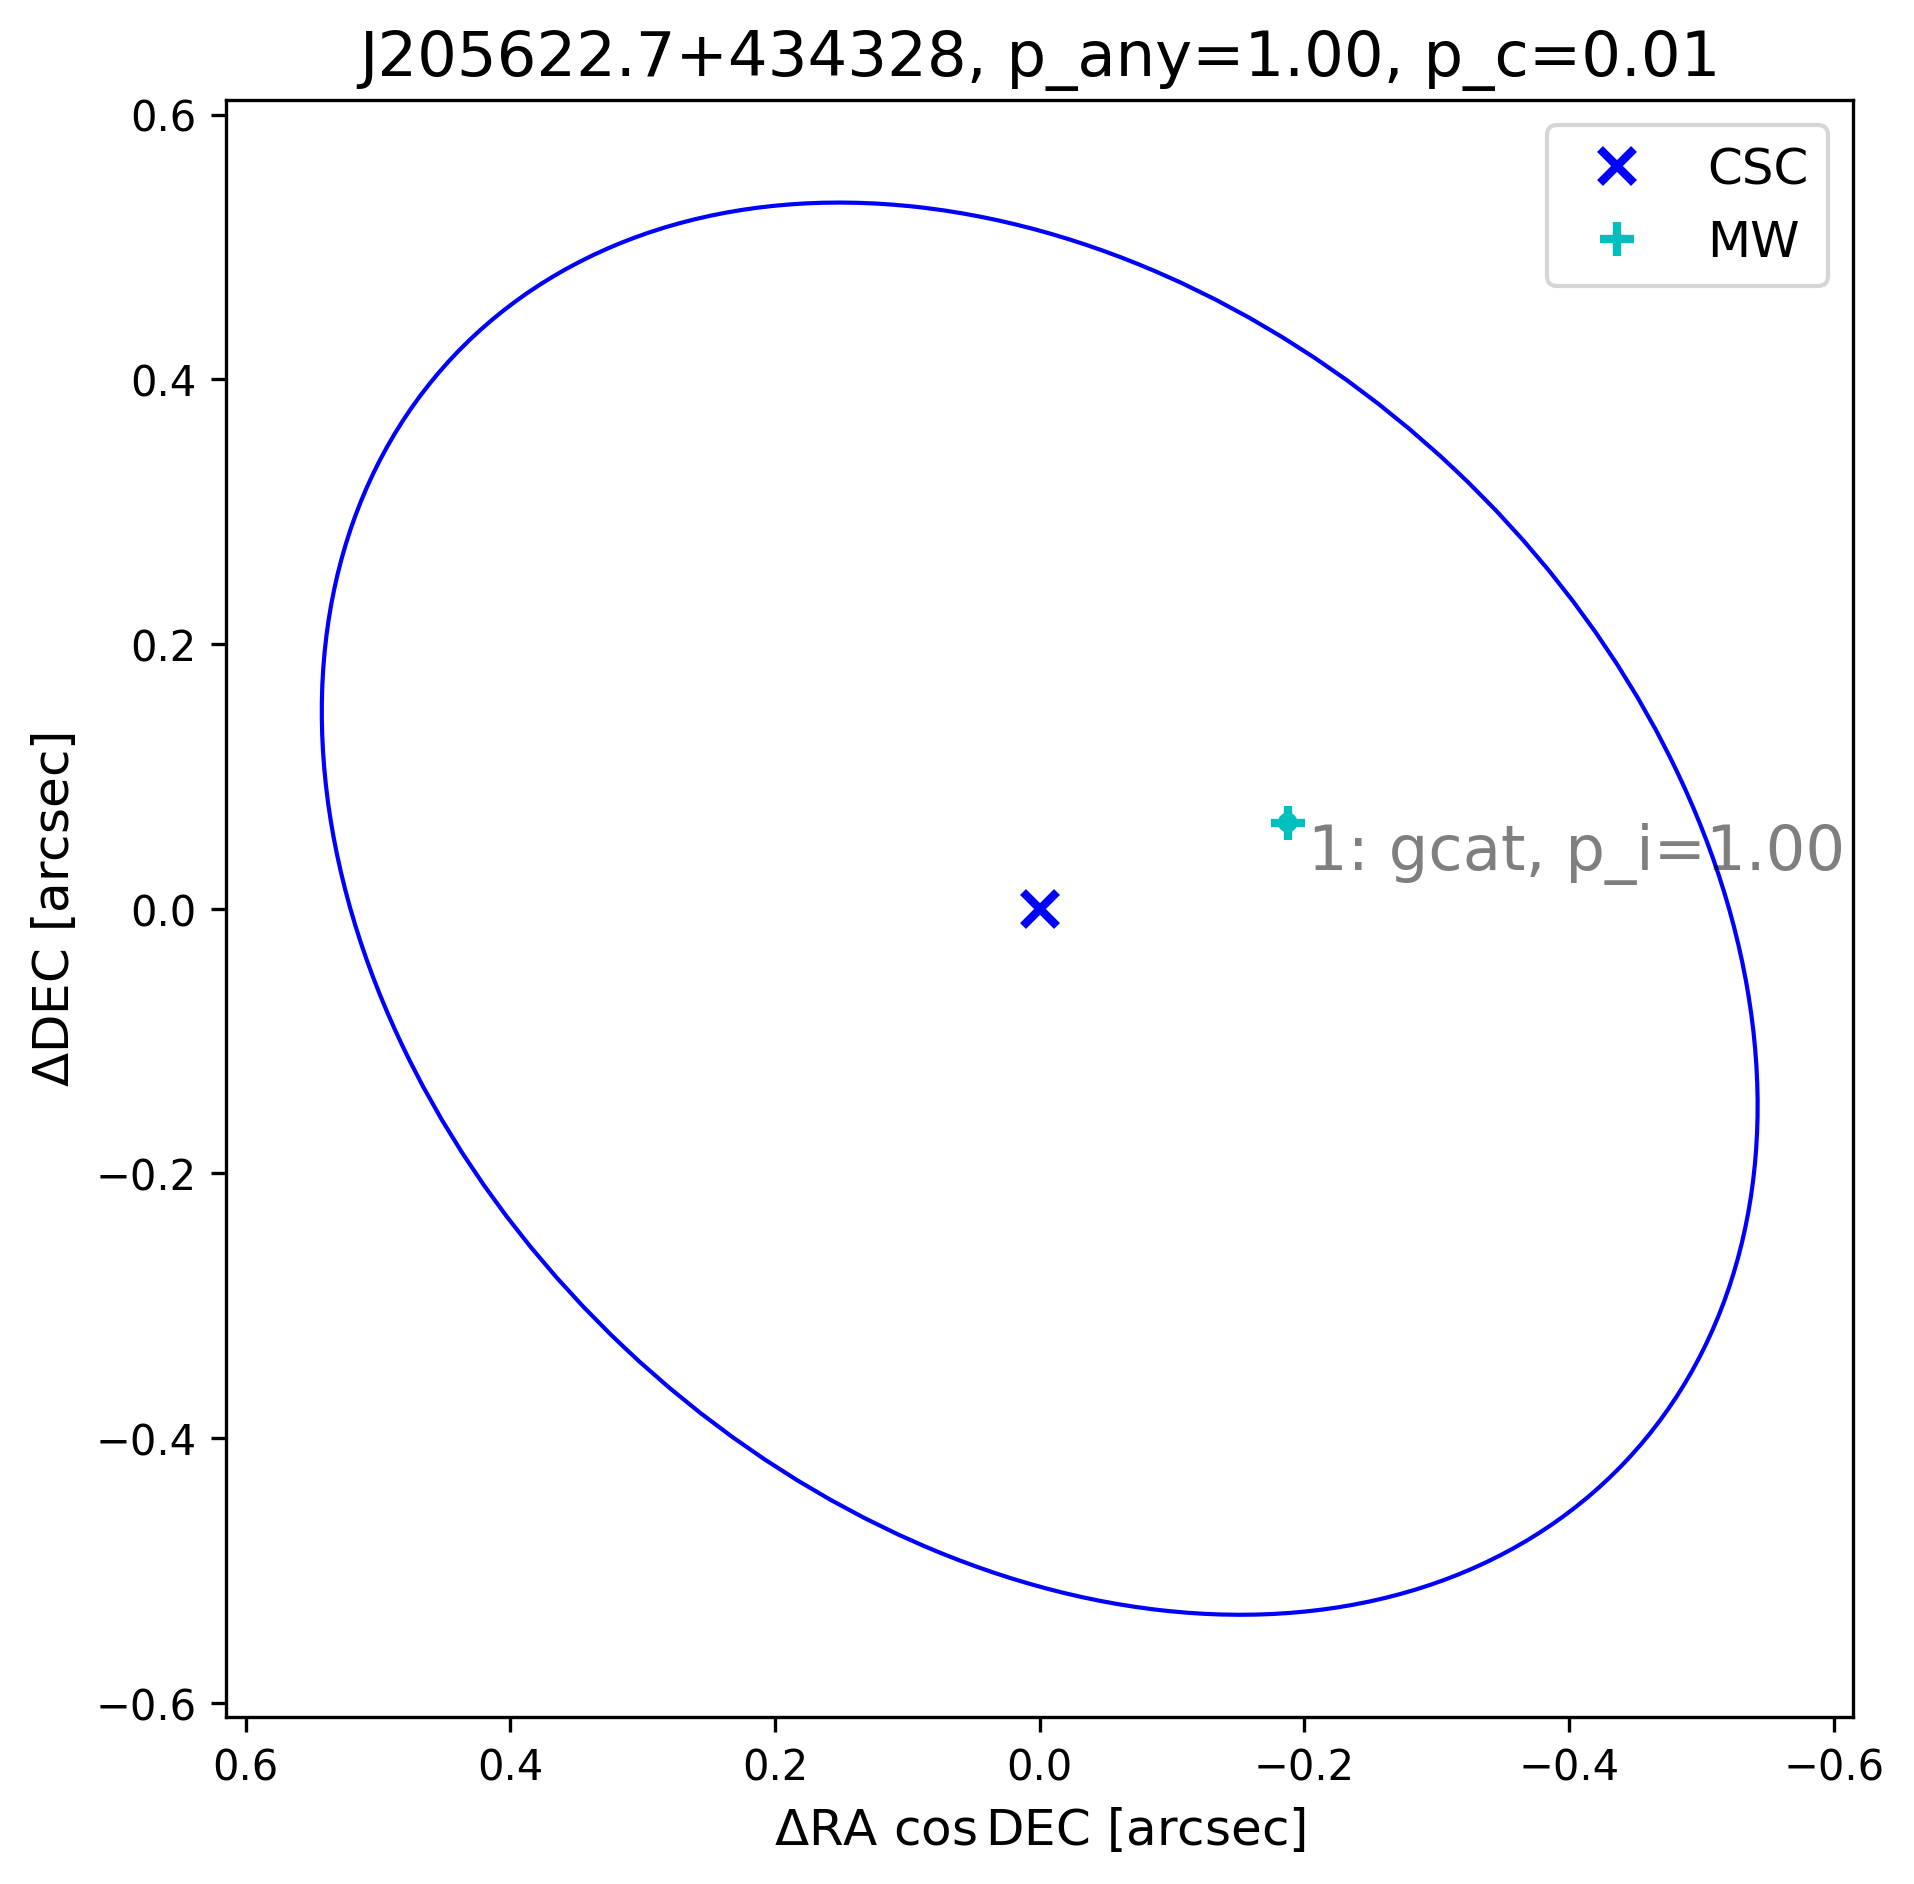 J205622.7+434328, p_any=1.00, p_c=0.01
CSC
MW
0.6
0.4
0.2
0.0
−0.2
−0.4
−0.6
ΔDEC [arcsec]
1: gcat, p_i=1.00
0.6 0.4 0.2 0.0 −0.2 −0.4 −0.6
ΔRA cos DEC [arcsec]